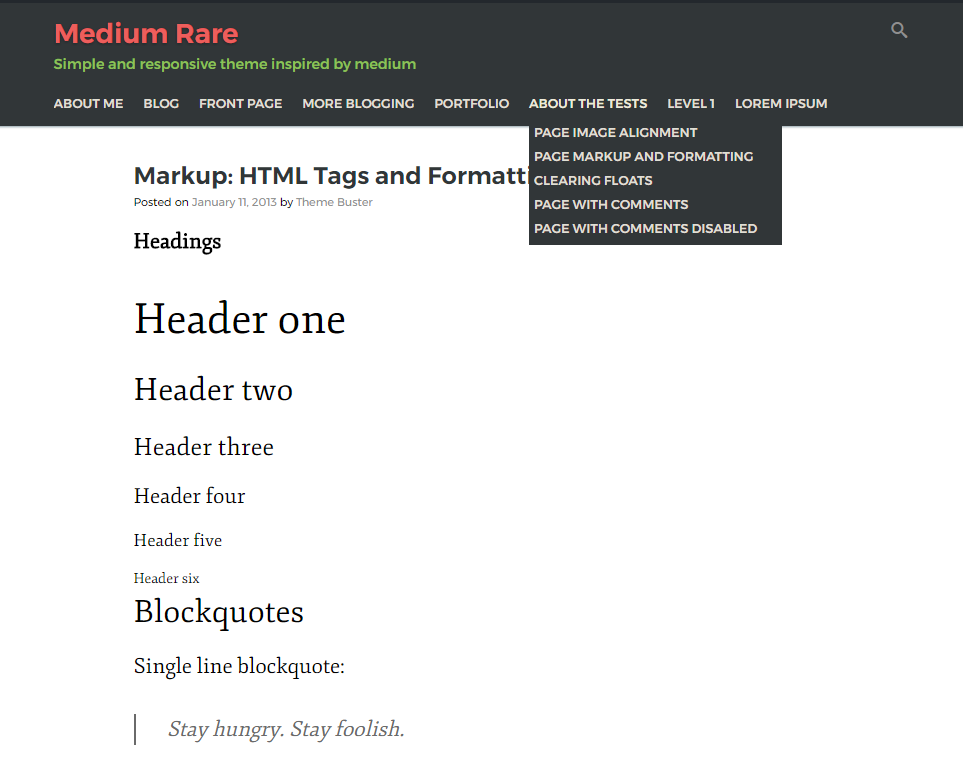 Medium Rare
Simple and responsive theme inspired by medium
ABOUT ME BLOG FRONT PAGE MORE BLOGGING PORTFOLIO ABOUT THE TESTS LEVEL 1 LOREM IPSUM
PAGE IMAGE ALIGNMENT
PAGE MARKUP AND FORMATTING
CLEARING FLOATS
PAGE WITH COMMENTS
PAGE WITH COMMENTS DISABLED
Markup: HTML Tags and Formatti
Posted on January 11, 2013 by Theme Buster
Headings
Header one
Header two
Header three
Header four
Header five
Header six
Blockquotes
Single line blockquote:
Stay hungry. Stay foolish.